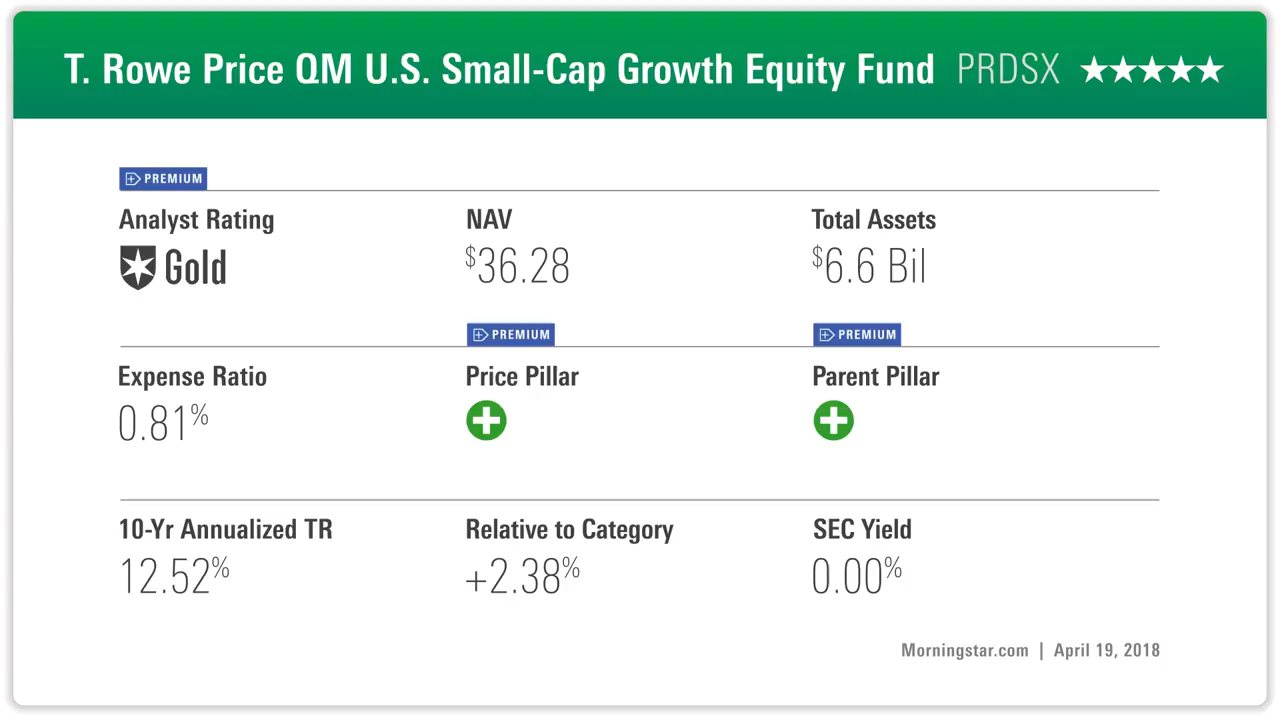 T. Rowe Price QM U.S. Small-Cap Growth Equity Fund PRDSX ★★★★★
PREMIUM
Analyst Rating NAV Total Assets
Gold $36.28 $6.6 Bil
PREMIUM PREMIUM
Expense Ratio Price Pillar Parent Pillar
0.81%
10-Yr Annualized TR Relative to Category SEC Yield
12.52% +2.38% 0.00%
Morningstar.com | April 19, 2018